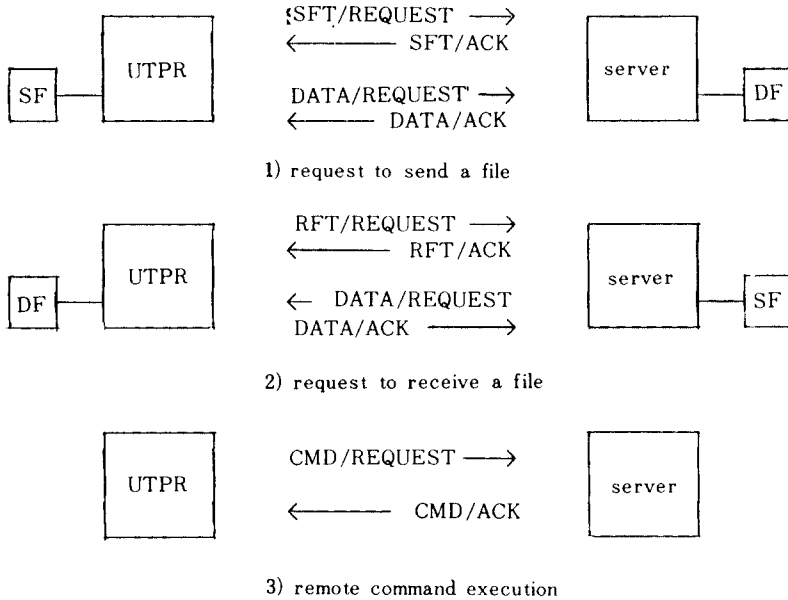 SFT/REQUEST
SFT/ACK
UTPR
server
SF
DF
DATA/REQUEST
DATA/ACK
1) request to send a file
RFT/REQUEST
RFT/ACK
UTPR
server
DF
SF
DATA/REQUEST
DATA/ACK
2) request to receive a file
CMD/REQUEST
UTPR
server
CMD/ACK
3) remote command execution